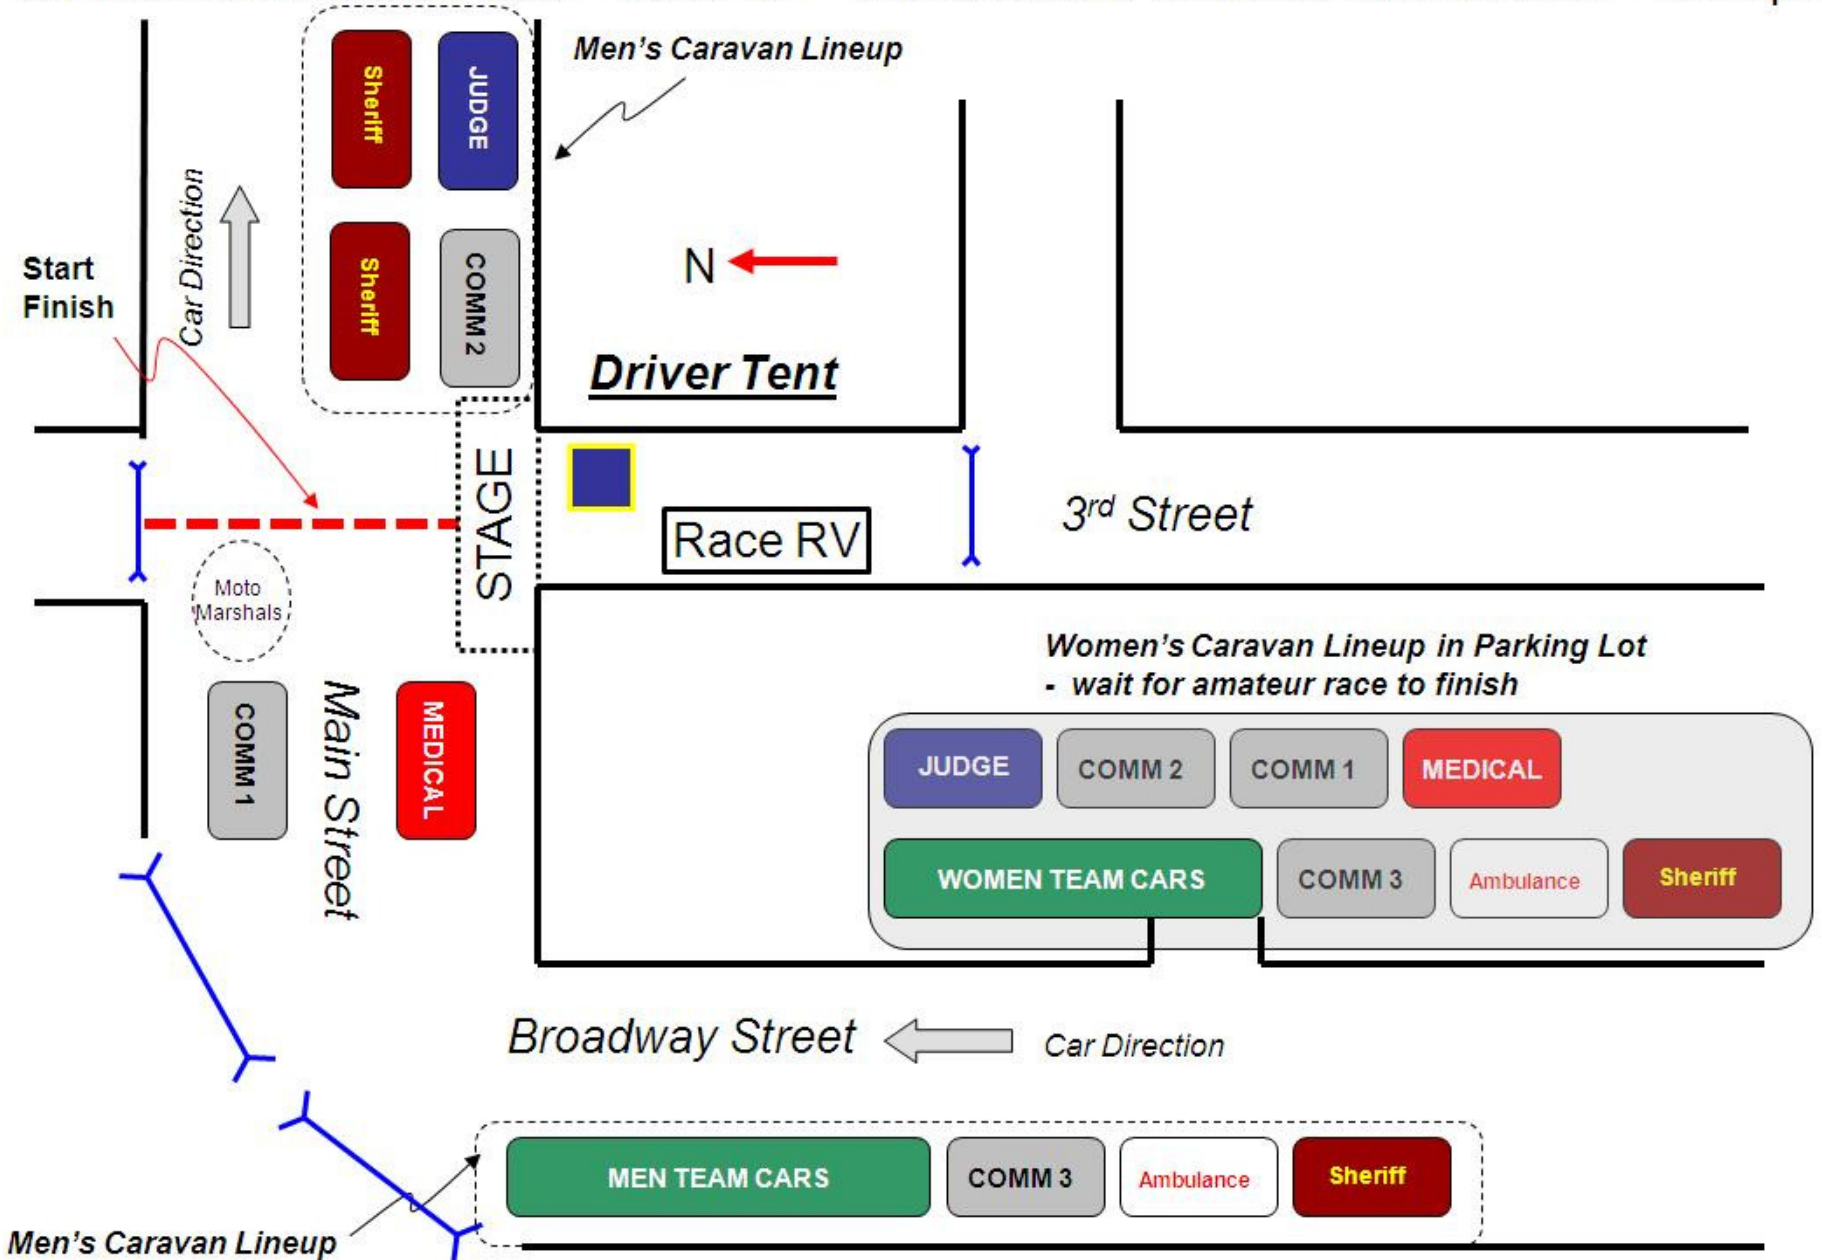 Men's Caravan Lineup
Sheriff
JUDGE
Car Direction
Start
Finish
Sheriff
COMM 2
N
Driver Tent
STAGE
Race RV
3rd Street
Moto
Marshals
COMM 1
Main Street
MEDICAL
Women's Caravan Lineup in Parking Lot
- wait for amateur race to finish
JUDGE
COMM 2
COMM 1
MEDICAL
WOMEN TEAM CARS
COMM 3
Ambulance
Sheriff
Broadway Street
Car Direction
MEN TEAM CARS
COMM 3
Ambulance
Sheriff
Men's Caravan Lineup